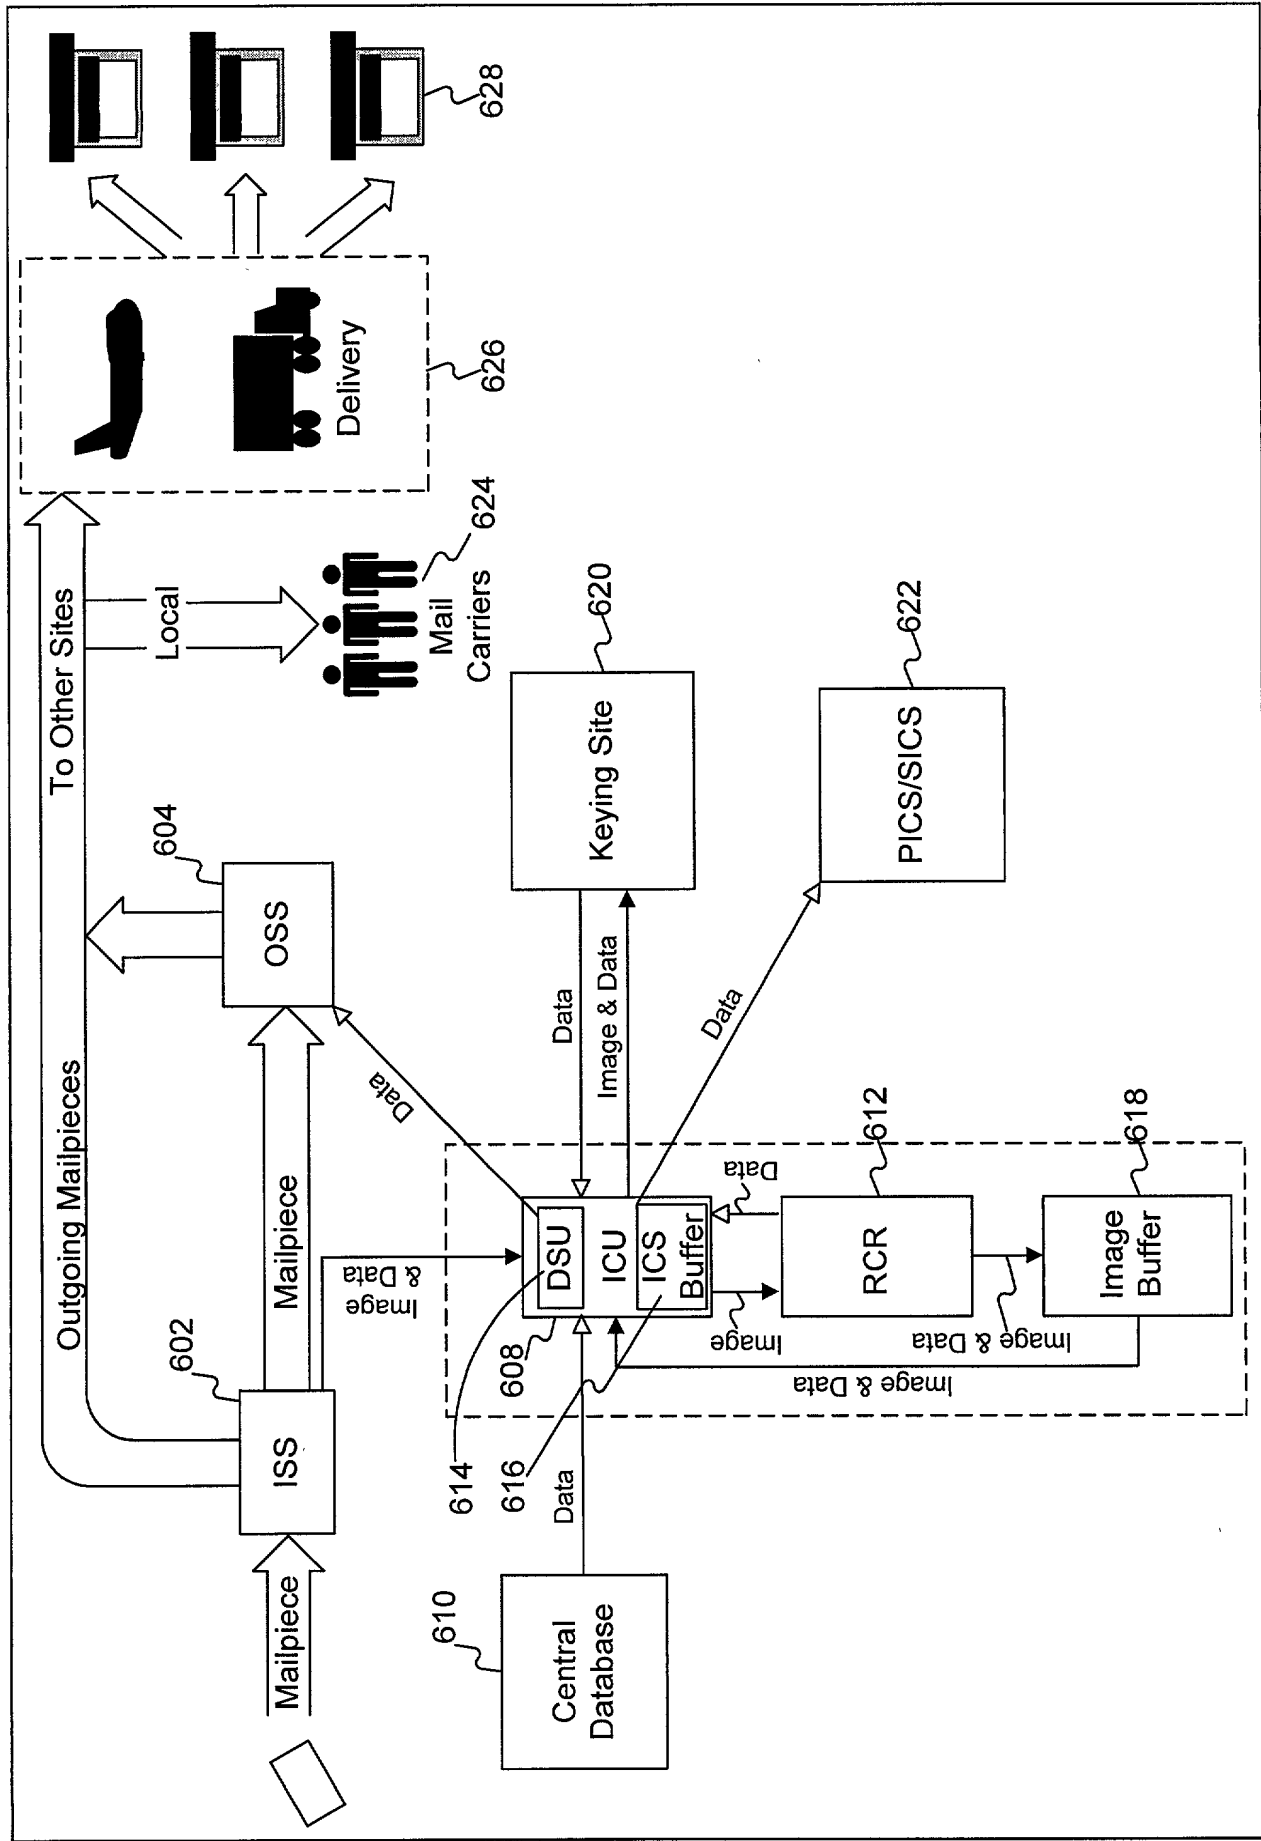 Outgoing Mailpieces
To Other Sites
Local
Mail
Carriers
624
Delivery
626
628
Mailpiece
ISS
602
Mailpiece
OSS
604
Image
& Data
Data
Central
Database
610
Data
614
616
608
DSU
ICU
ICS
Buffer
Data
Image & Data
Keying Site
620
Data
PICS/SICS
622
Image
Data
RCR
612
Image & Data
Image & Data
Image
Buffer
618